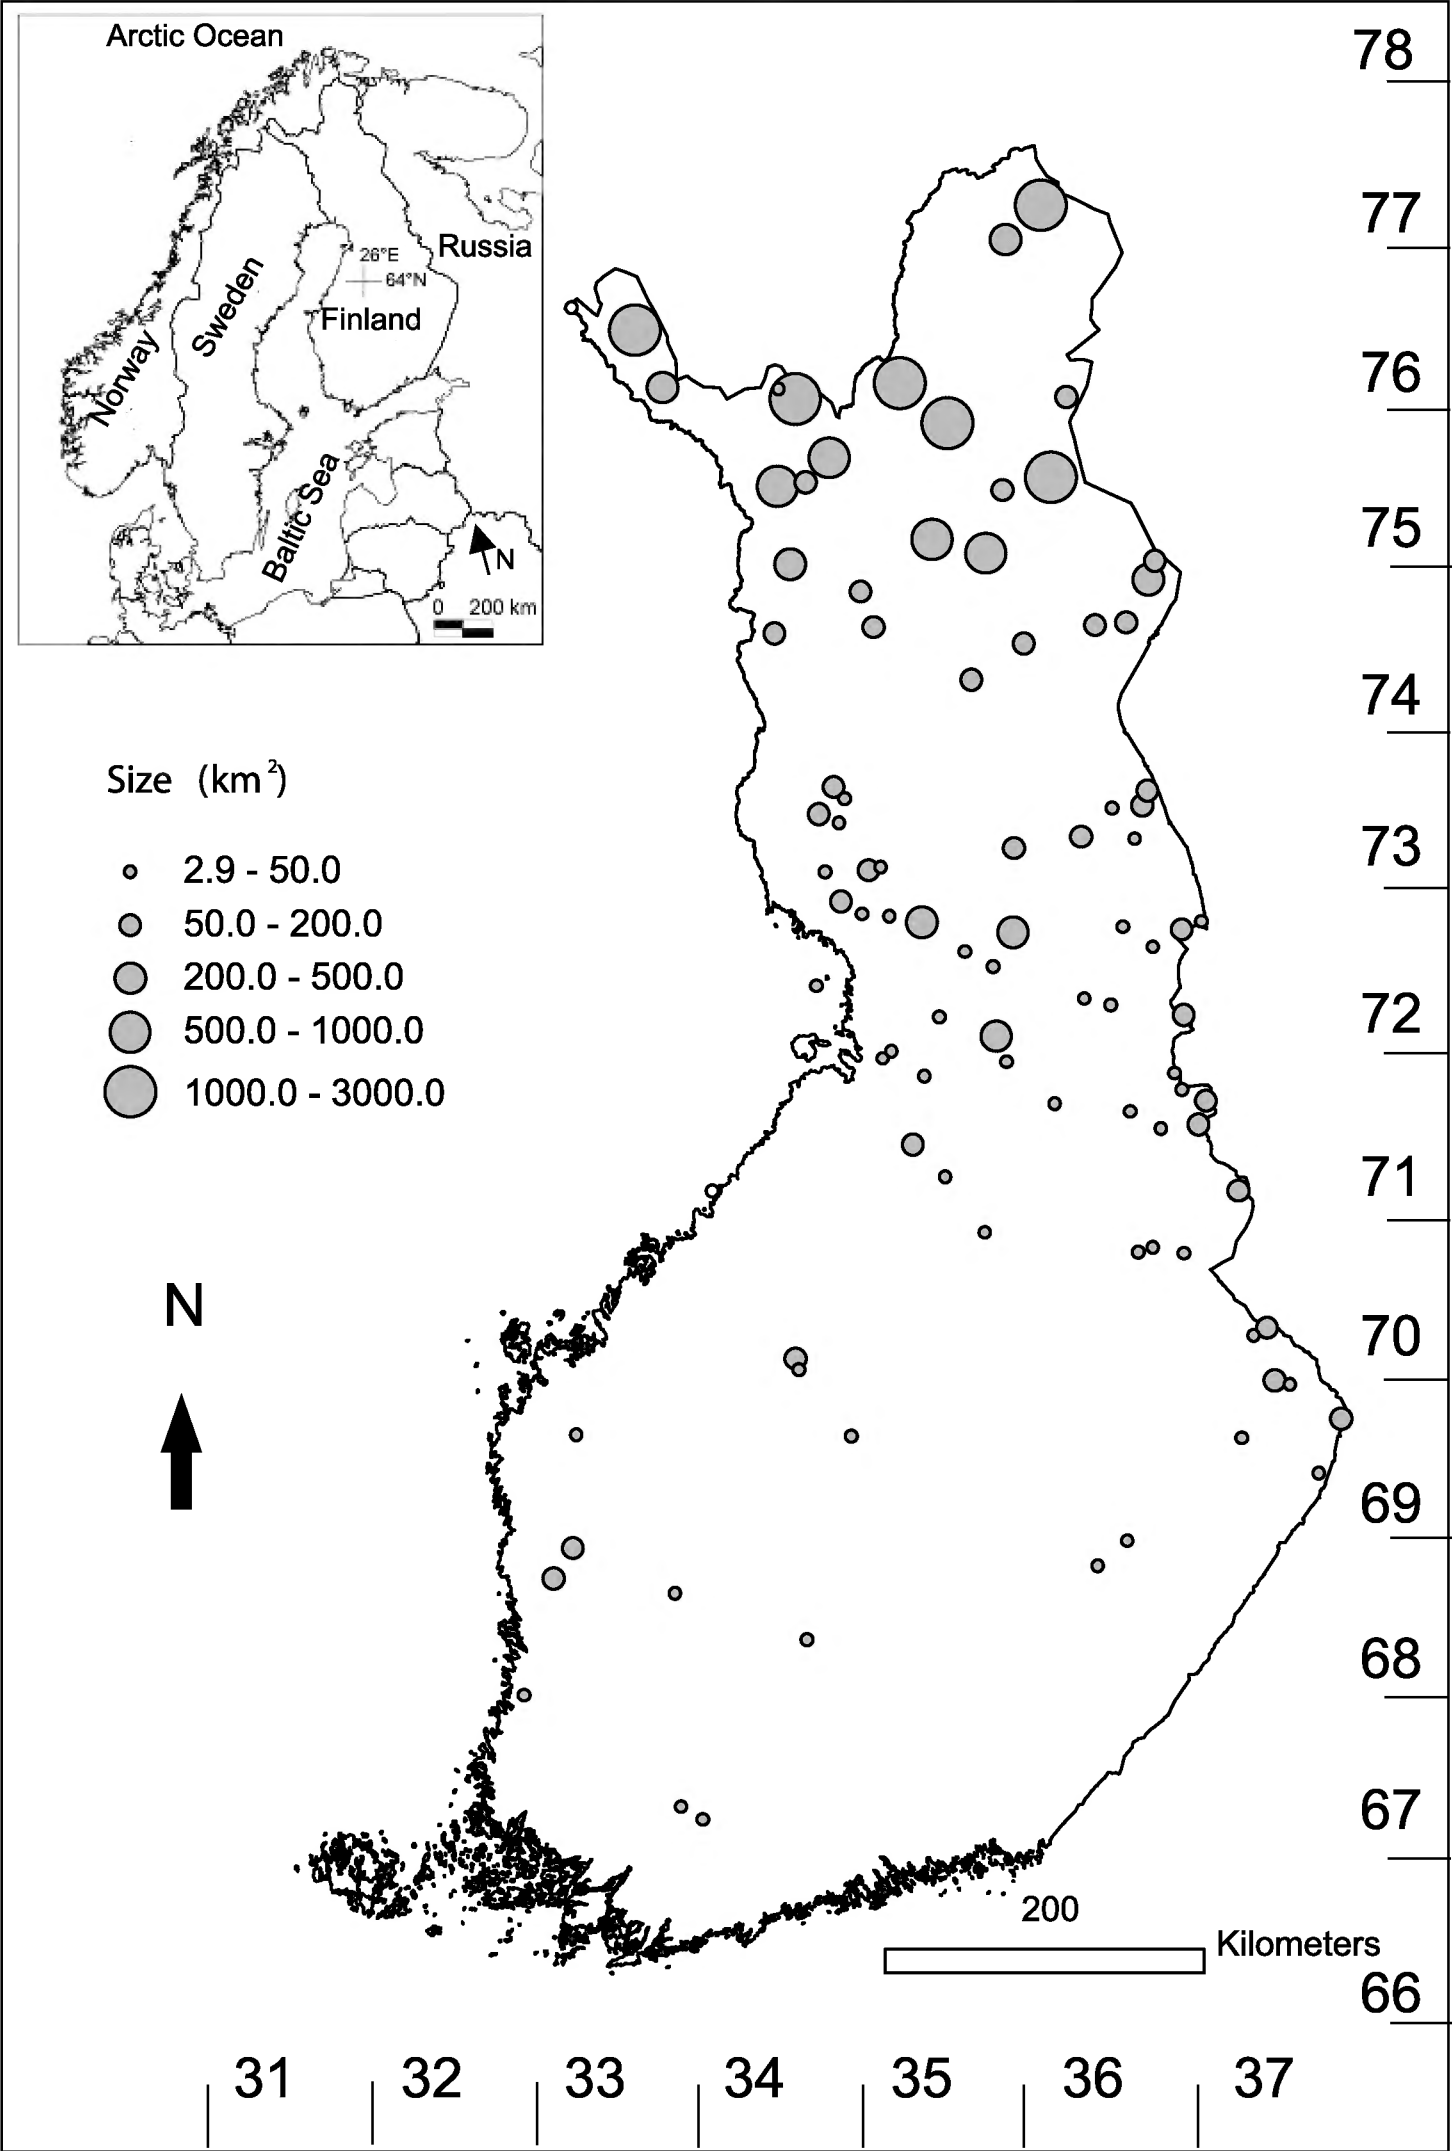 Arctic Ocean
Russia
26°E
64°N
Sweden
Finland
Norway
Baltic Sea
N
0 200 km
Size (km²)
2.9 - 50.0
50.0 - 200.0
200.0 - 500.0
500.0 - 1000.0
1000.0 - 3000.0
N
78
77
76
75
74
73
72
71
70
69
68
67
66
200
Kilometers
31 32 33 34 35 36 37